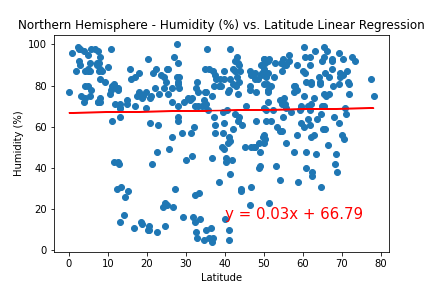 Northern Hemisphere - Humidity (%) vs. Latitude Linear Regression
100
80
60
40
20
0
Humidity (%)
y = 0.03x + 66.79
0 10 20 30 40 50 60 70 80
Latitude